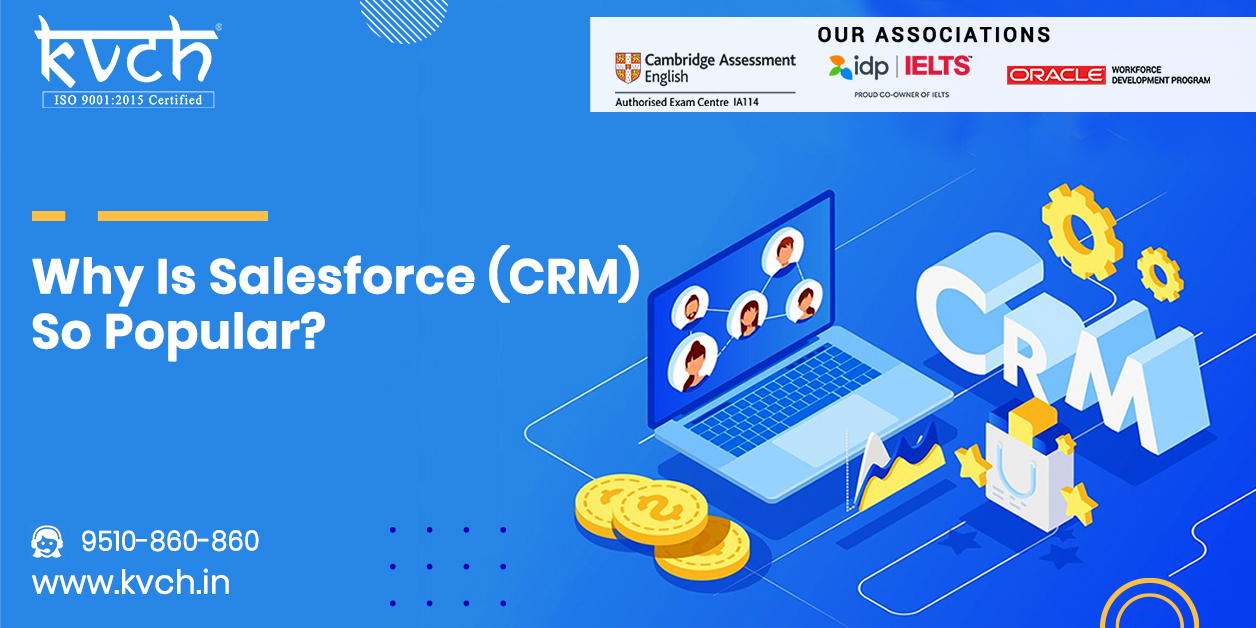 kvch®
ISO 9001:2015 Certified
OUR ASSOCIATIONS
Cambridge Assessment
English
Authorised Exam Centre IA114
idp | IELTS™
PROUD CO-OWNER OF IELTS
ORACLE
WORKFORCE
DEVELOPMENT PROGRAM
Why Is Salesforce (CRM)
So Popular?
CRM
9510-860-860
www.kvch.in